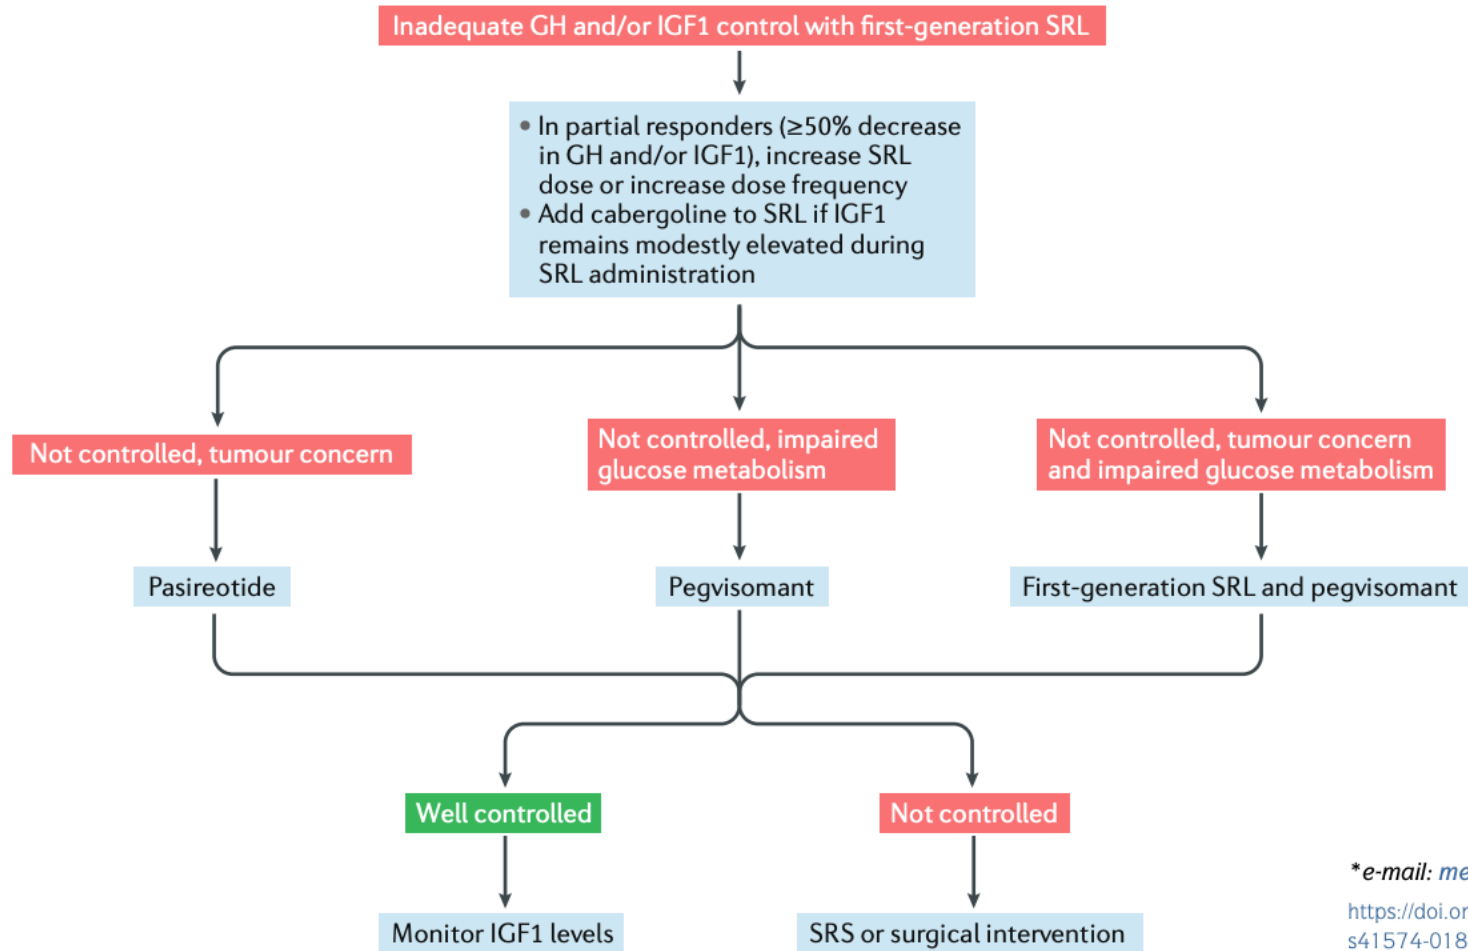 Inadequate GH and/or IGF1 control with first-generation SRL
• In partial responders (≥50% decrease
in GH and/or IGF1), increase SRL
dose or increase dose frequency
• Add cabergoline to SRL if IGF1
remains modestly elevated during
SRL administration
Not controlled, tumour concern
Not controlled, impaired
glucose metabolism
Not controlled, tumour concern
and impaired glucose metabolism
Pasireotide
Pegvisomant
First-generation SRL and pegvisomant
Well controlled
Not controlled
Monitor IGF1 levels
SRS or surgical intervention
*e-mail: me
https://doi.or
s41574-018